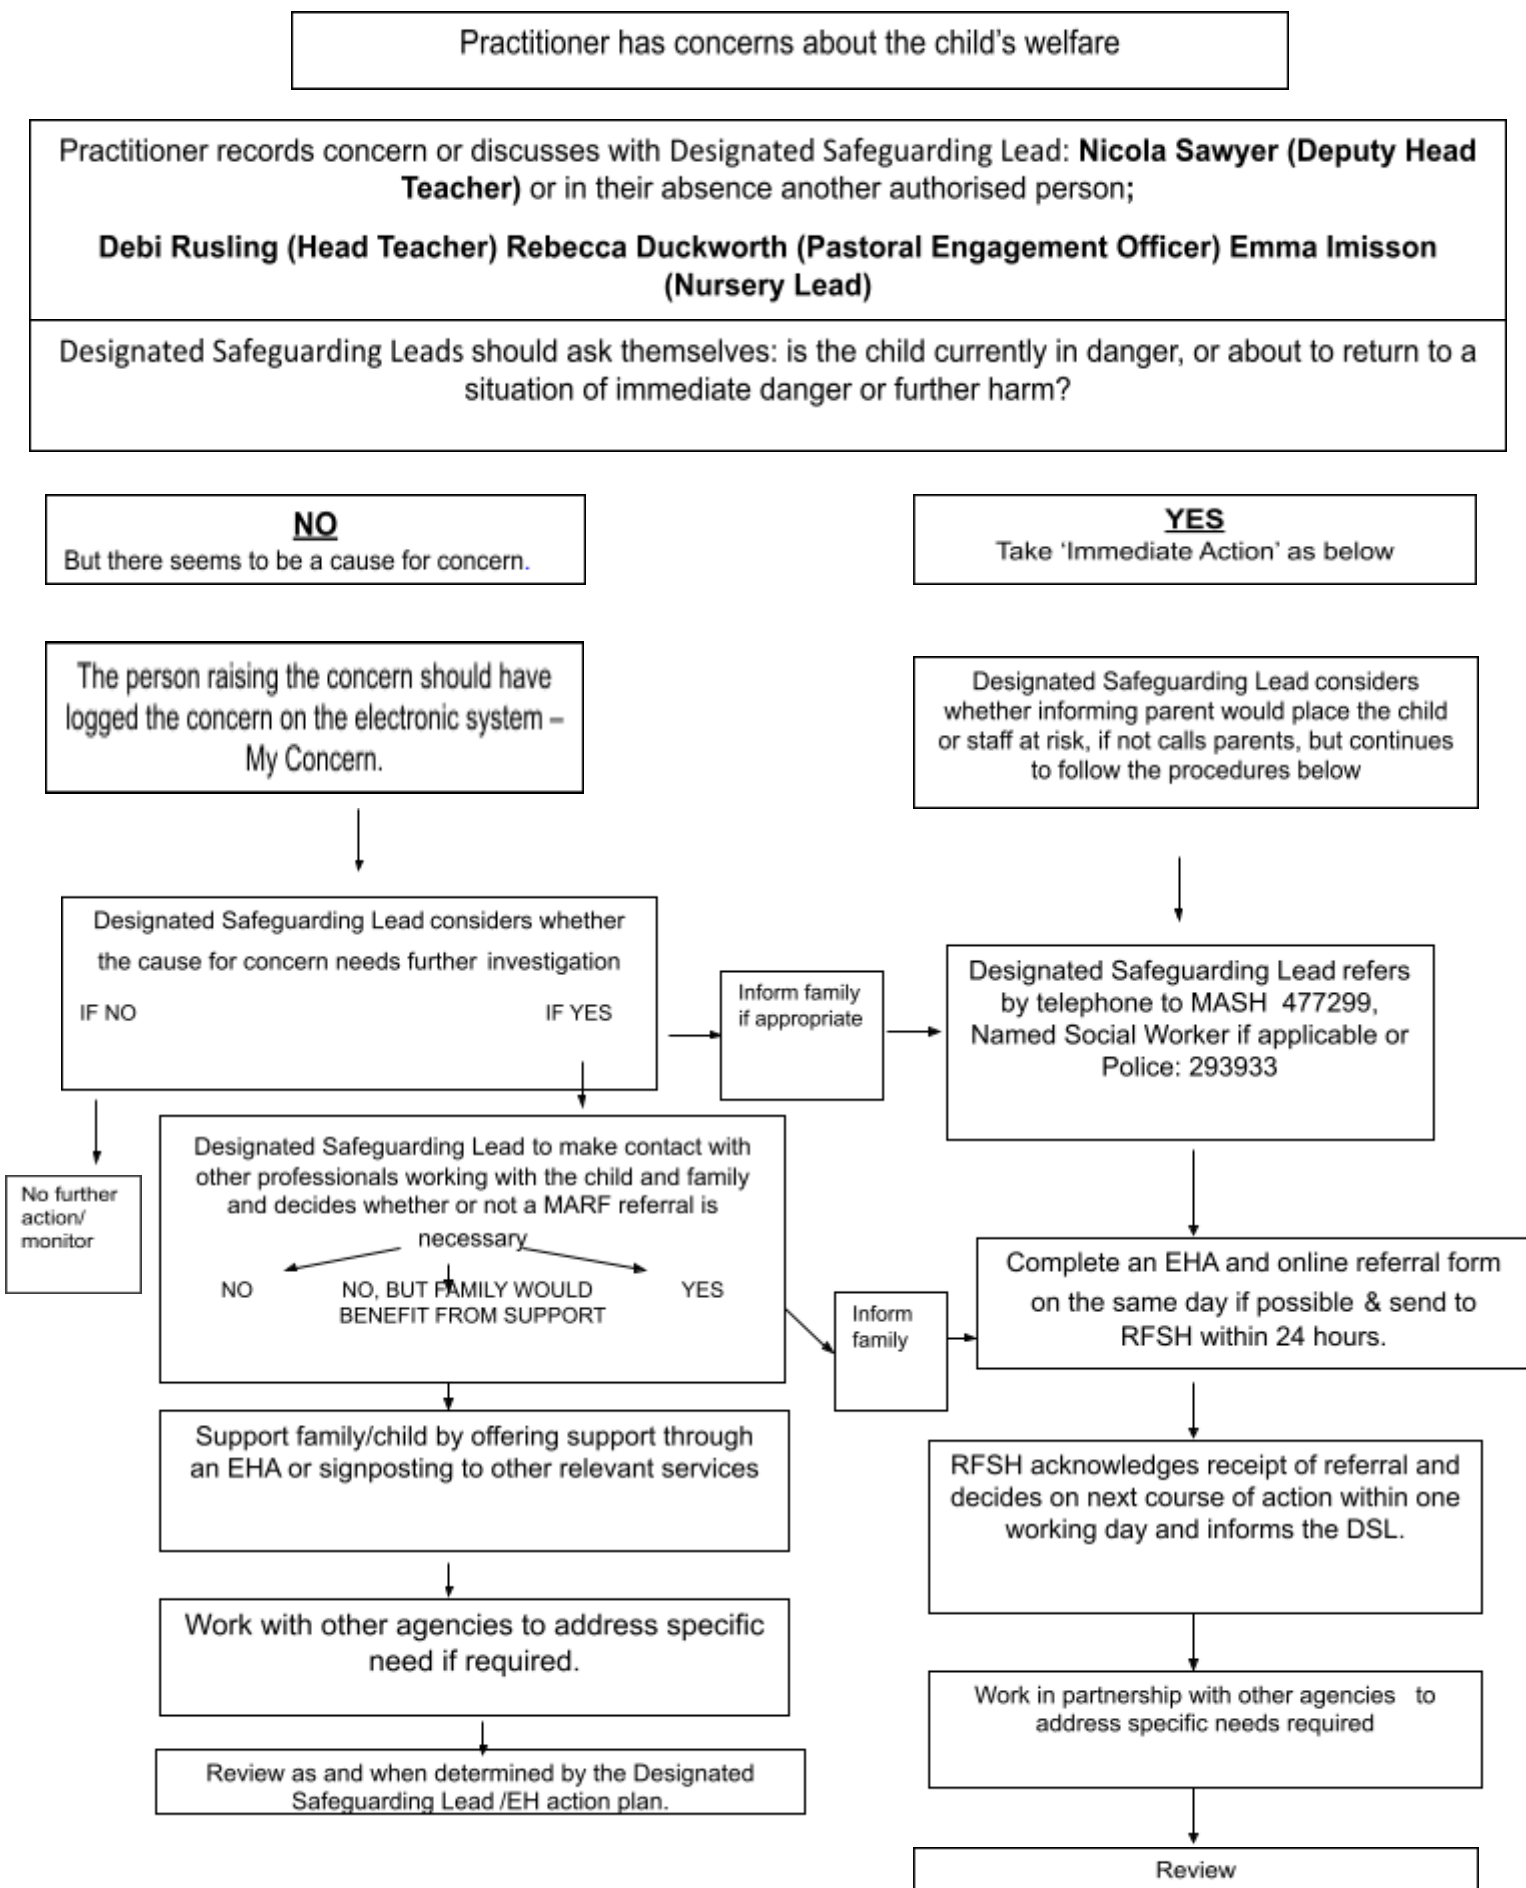 Practitioner has concerns about the child's welfare
Practitioner records concern or discusses with Designated Safeguarding Lead: Nicola Sawyer (Deputy Head
Teacher) or in their absence another authorised person;
Debi Rusling (Head Teacher) Rebecca Duckworth (Pastoral Engagement Officer) Emma Imisson
(Nursery Lead)
Designated Safeguarding Leads should ask themselves: is the child currently in danger, or about to return to a
situation of immediate danger or further harm?
NO
But there seems to be a cause for concern.
YES
Take ‘Immediate Action’ as below
The person raising the concern should have
logged the concern on the electronic system –
My Concern.
Designated Safeguarding Lead considers
whether informing parent would place the child
or staff at risk, if not calls parents, but continues
to follow the procedures below
Designated Safeguarding Lead considers whether
the cause for concern needs further investigation
IF NO
IF YES
Inform family
if appropriate
Designated Safeguarding Lead refers
by telephone to MASH 477299,
Named Social Worker if applicable or
Police: 293933
No further
action/
monitor
Designated Safeguarding Lead to make contact with
other professionals working with the child and family
and decides whether or not a MARF referral is
necessary
NO
NO, BUT FAMILY WOULD
BENEFIT FROM SUPPORT
YES
Inform
family
Complete an EHA and online referral form
on the same day if possible & send to
RFSH within 24 hours.
Support family/child by offering support through
an EHA or signposting to other relevant services
RFSH acknowledges receipt of referral and
decides on next course of action within one
working day and informs the DSL.
Work with other agencies to address specific
need if required.
Work in partnership with other agencies to
address specific needs required
Review as and when determined by the Designated
Safeguarding Lead /EH action plan.
Review